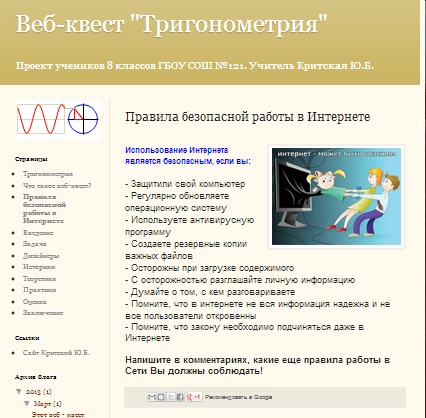 Веб-квест "Тригонометрия"
Проект учеников 8 классов ГБОУ СОШ №121. Учитель Критская Ю.Б.
Страницы
Тригонометрия
Что такое веб-квест?
Правила
безопасной
работы в
Интернете
Введение
Задача
Дизайнеры
Историки
Теоретики
Практики
Оценка
Заключение
Ссылки
Сайт Критской Ю.Б.
Архив блога
▼ 2013 (1)
▼ Март (1)
Этот веб - квест
Правила безопасной работы в Интернете
Использование Интернета
является безопасным, если вы:
интернет - может быть опасным
- Защитили свой компьютер
- Регулярно обновляете
операционную систему
- Используете антивирусную
программу
- Создаете резервные копии
важных файлов
- Осторожны при загрузке содержимого
- С осторожностью разглашайте личную информацию
- Думайте о том, с кем разговариваете
- Помните, что в интернете не вся информация надежна и не
все пользователи откровенны
- Помните, что закону необходимо подчиняться даже в
Интернете
Напишите в комментариях, какие еще правила работы в
Сети Вы должны соблюдать!
Рекомендовать в Google